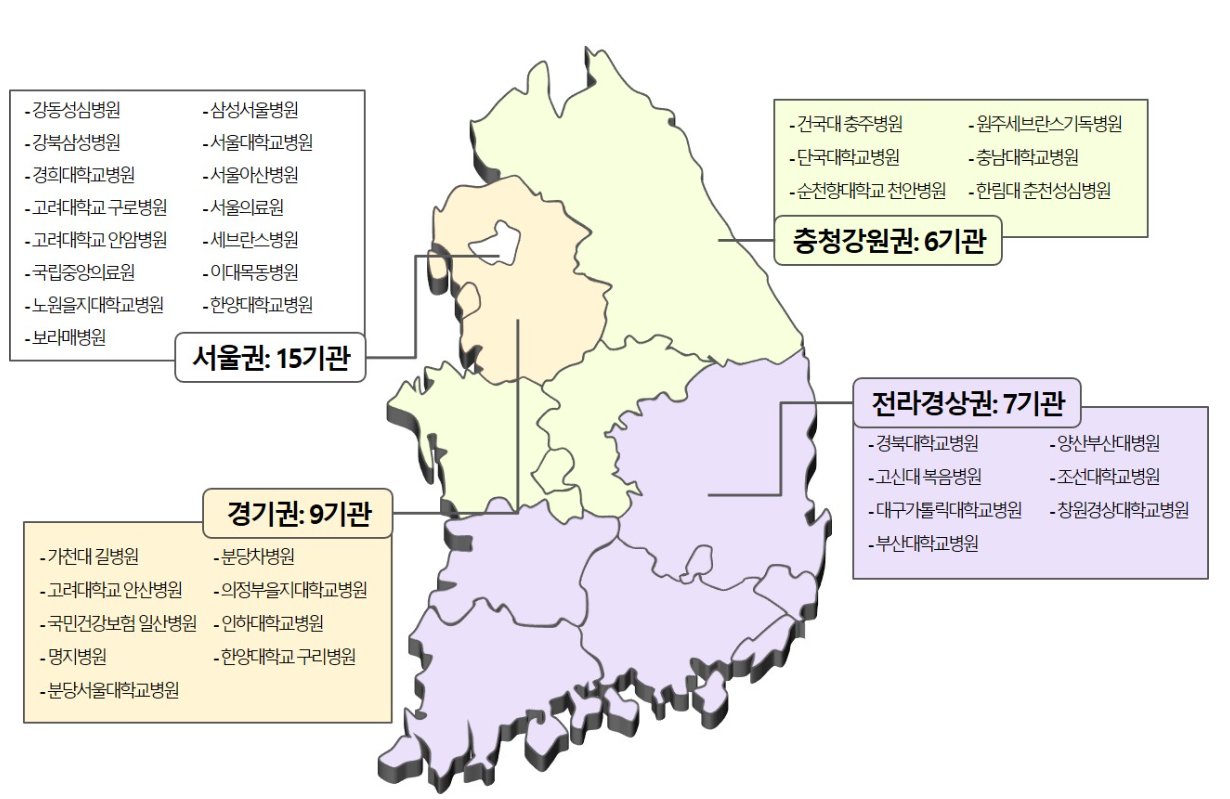 - 강동성심병원
- 강북삼성병원
- 경희대학교병원
- 고려대학교 구로병원
- 고려대학교 안암병원
- 국립중앙의료원
- 노원을지대학교병원
- 보라매병원
- 삼성서울병원
- 서울대학교병원
- 서울아산병원
- 서울의료원
- 세브란스병원
- 이대목동병원
- 한양대학교병원
서울권: 15기관
- 건국대 충주병원
- 단국대학교병원
- 순천향대학교 천안병원
- 원주세브란스기독병원
- 충남대학교병원
- 한림대 춘천성심병원
충청강원권: 6기관
전라경상권: 7기관
- 경북대학교병원
- 고신대 복음병원
- 대구가톨릭대학교병원
- 부산대학교병원
- 양산부산대병원
- 조선대학교병원
- 창원경상대학교병원
경기권: 9기관
- 가천대 길병원
- 고려대학교 안산병원
- 국민건강보험 일산병원
- 명지병원
- 분당서울대학교병원
- 분당차병원
- 의정부을지대학교병원
- 인하대학교병원
- 한양대학교 구리병원